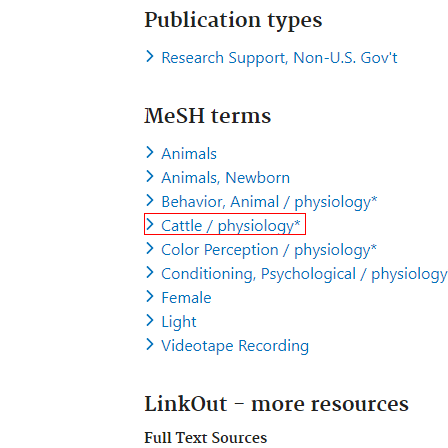 Publication types
Research Support, Non-U.S. Gov't
MeSH terms
Animals
Animals, Newborn
Behavior, Animal / physiology*
Cattle / physiology*
Color Perception / physiology*
Conditioning, Psychological / physiology
Female
Light
Videotape Recording
LinkOut - more resources
Full Text Sources